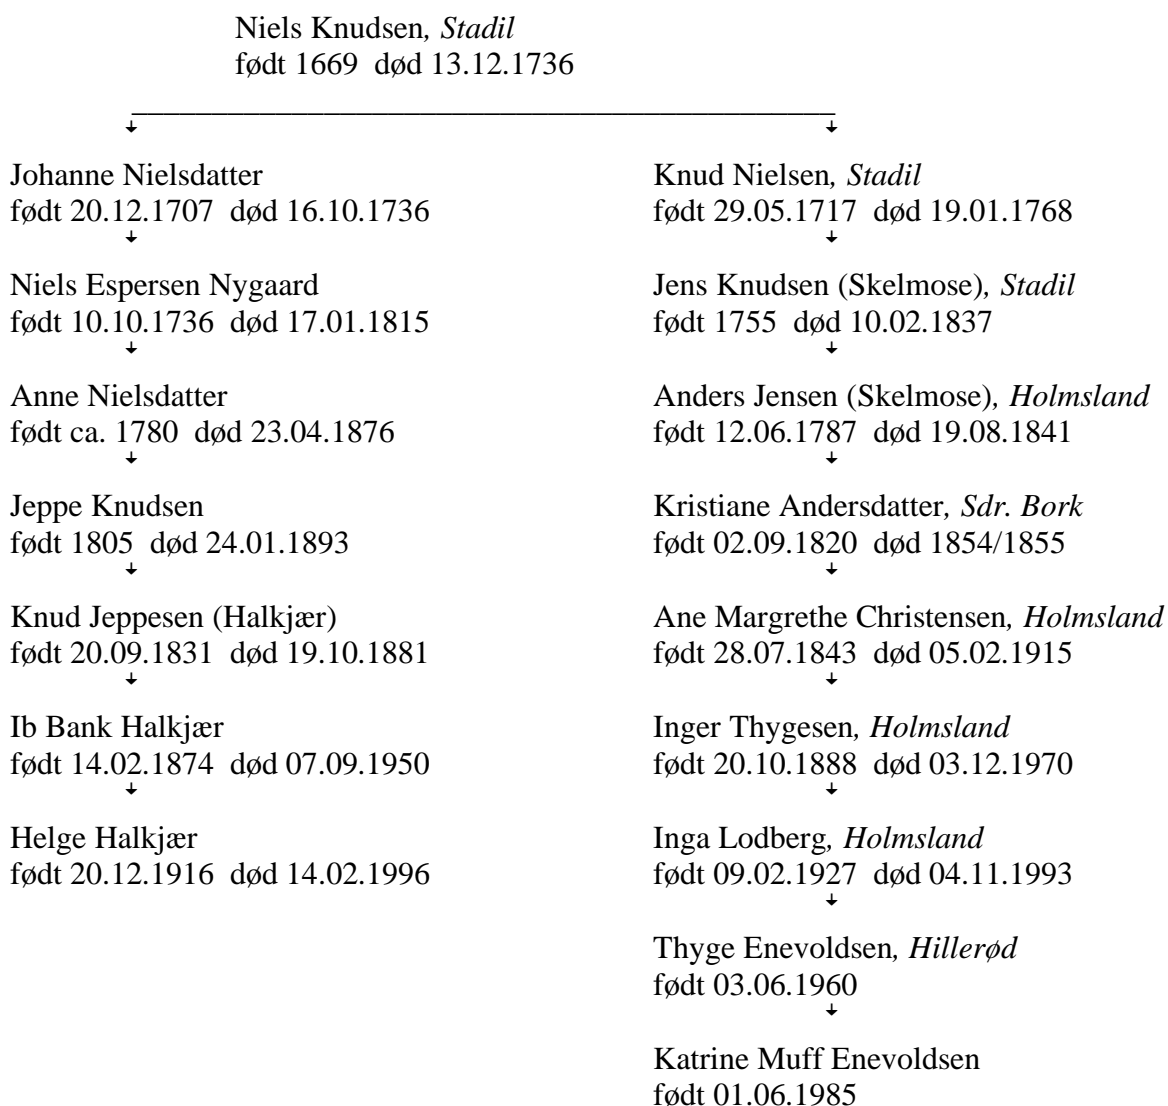 Niels Knudsen, Stadil
født 1669 død 13.12.1736
Johanne Nielsdatter
født 20.12.1707 død 16.10.1736
Knud Nielsen, Stadil
født 29.05.1717 død 19.01.1768
Niels Espersen Nygaard
født 10.10.1736 død 17.01.1815
Jens Knudsen (Skelmose), Stadil
født 1755 død 10.02.1837
Anne Nielsdatter
født ca. 1780 død 23.04.1876
Anders Jensen (Skelmose), Holmsland
født 12.06.1787 død 19.08.1841
Jeppe Knudsen
født 1805 død 24.01.1893
Kristiane Andersdatter, Sdr. Bork
født 02.09.1820 død 1854/1855
Knud Jeppesen (Halkjær)
født 20.09.1831 død 19.10.1881
Ane Margrethe Christensen, Holmsland
født 28.07.1843 død 05.02.1915
Ib Bank Halkjær
født 14.02.1874 død 07.09.1950
Inger Thygesen, Holmsland
født 20.10.1888 død 03.12.1970
Helge Halkjær
født 20.12.1916 død 14.02.1996
Inga Lodberg, Holmsland
født 09.02.1927 død 04.11.1993
Thyge Enevoldsen, Hillerød
født 03.06.1960
Katrine Muff Enevoldsen
født 01.06.1985